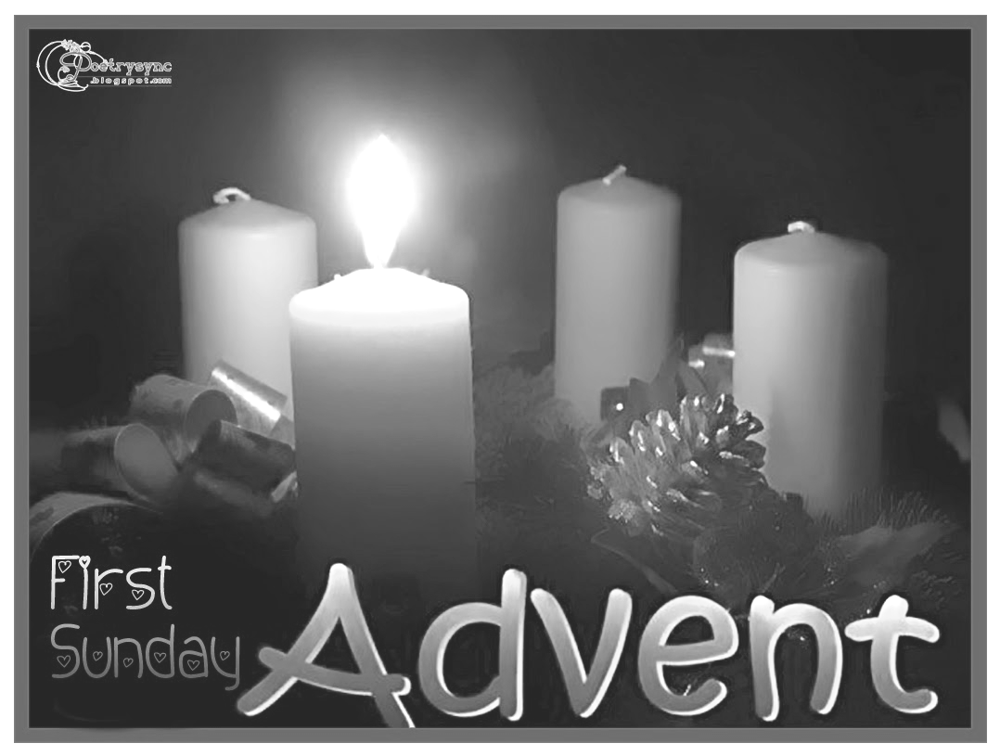 Poetrysync
.blogspot.com
First
Sunday
Advent